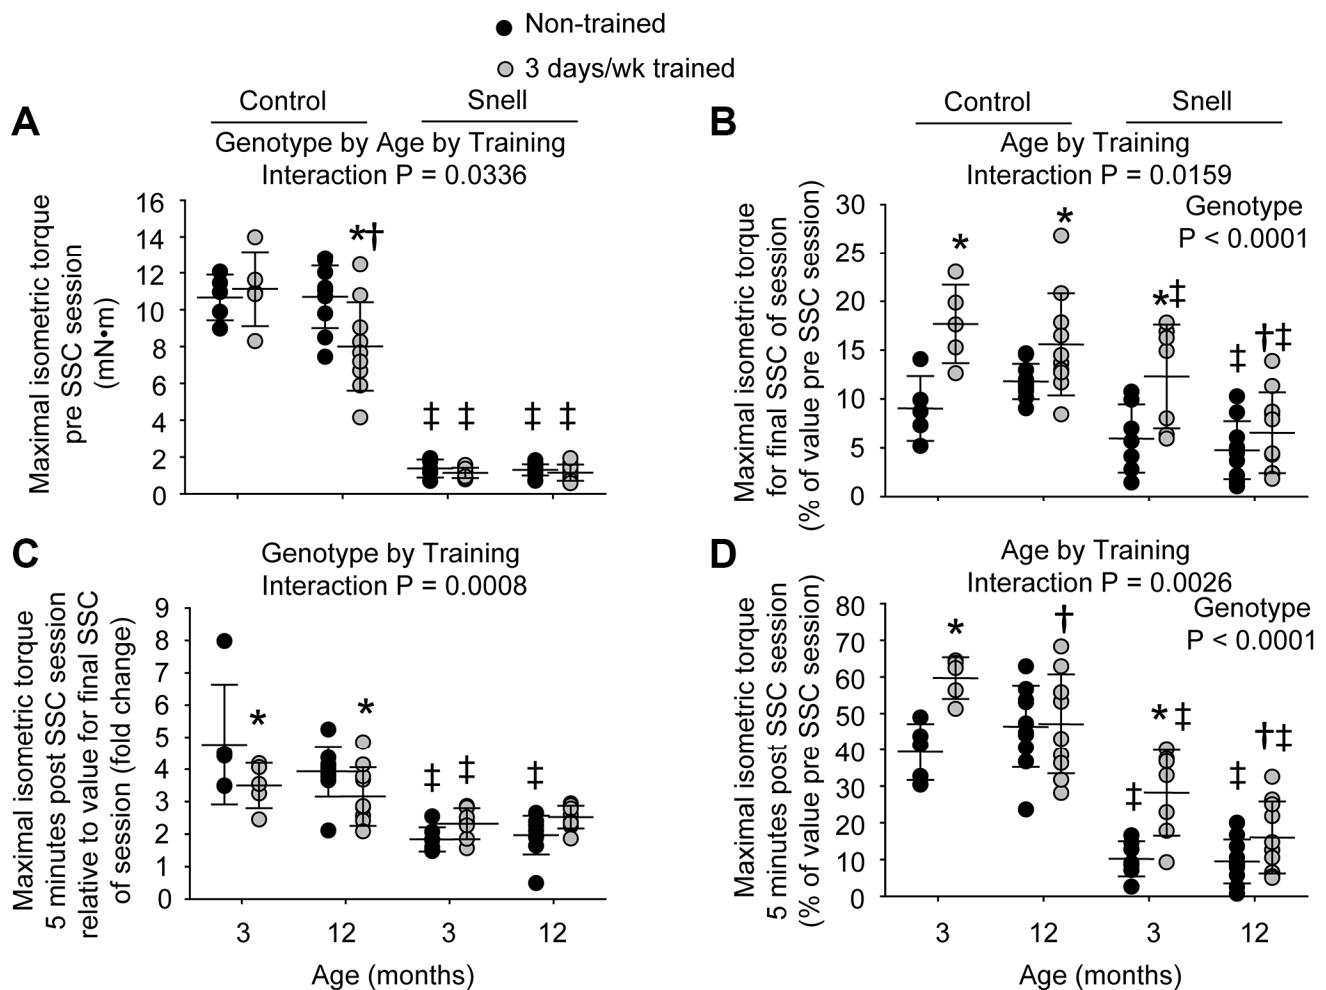 Non-trained
3 days/wk trained
A
Control
Snell
Genotype by Age by Training
Interaction P = 0.0336
Maximal isometric torque
pre SSC session
(mN•m)
16
14
12
10
8
6
4
2
0
*†
‡ ‡ ‡ ‡
B
Control
Snell
Age by Training
Interaction P = 0.0159
Genotype
P < 0.0001
Maximal isometric torque
for final SSC of session
(% of value pre SSC session)
30
25
20
15
10
5
0
* * *‡ ‡ †‡
C
Genotype by Training
Interaction P = 0.0008
Maximal isometric torque
5 minutes post SSC session
relative to value for final SSC
of session (fold change)
9
8
7
6
5
4
3
2
1
0
* * ‡ ‡ ‡
3 12 3 12
Age (months)
D
Age by Training
Interaction P = 0.0026
Genotype
P < 0.0001
Maximal isometric torque
5 minutes post SSC session
(% of value pre SSC session)
80
70
60
50
40
30
20
10
0
* † ‡ *‡ ‡ †‡
3 12 3 12
Age (months)